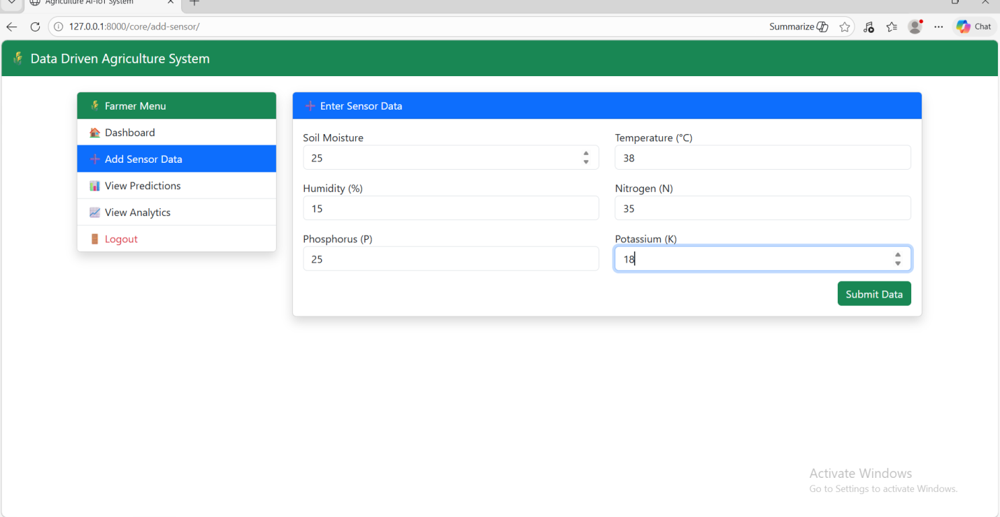 Agriculture AI-IoT System
127.0.0.1:8000/core/add-sensor/
Summarize
Chat
Data Driven Agriculture System
Farmer Menu
Dashboard
Add Sensor Data
View Predictions
View Analytics
Logout
Enter Sensor Data
Soil Moisture Temperature (°C)
25 38
Humidity (%) Nitrogen (N)
15 35
Phosphorus (P) Potassium (K)
25 18
Submit Data
Activate Windows
Go to Settings to activate Windows.